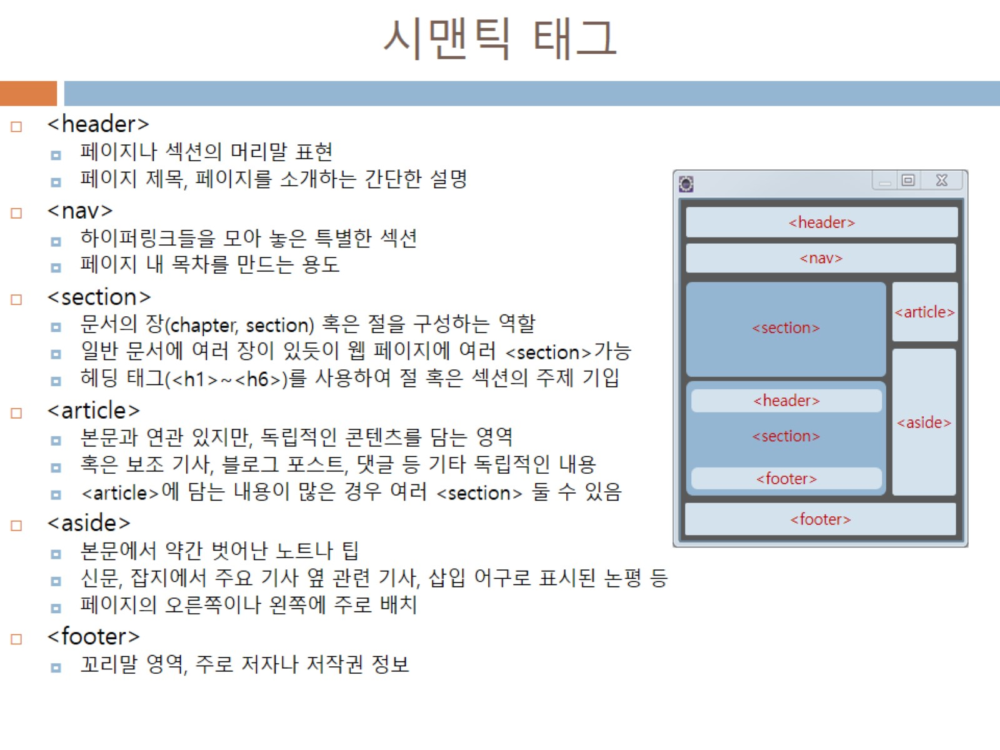 시맨틱 태그
<header>
페이지나 섹션의 머리말 표현
페이지 제목, 페이지를 소개하는 간단한 설명
<nav>
하이퍼링크들을 모아 놓은 특별한 섹션
페이지 내 목차를 만드는 용도
<section>
문서의 장(chapter, section) 혹은 절을 구성하는 역할
일반 문서에 여러 장이 있듯이 웹 페이지에 여러 <section>가능
헤딩 태그(<h1>~<h6>)를 사용하여 절 혹은 섹션의 주제 기입
<article>
본문과 연관 있지만, 독립적인 콘텐츠를 담는 영역
혹은 보조 기사, 블로그 포스트, 댓글 등 기타 독립적인 내용
<article>에 담는 내용이 많은 경우 여러 <section> 둘 수 있음
<aside>
본문에서 약간 벗어난 노트나 팁
신문, 잡지에서 주요 기사 옆 관련 기사, 삽입 어구로 표시된 논평 등
페이지의 오른쪽이나 왼쪽에 주로 배치
<footer>
꼬리말 영역, 주로 저자나 저작권 정보
<header>
<nav>
<section>
<article>
<header>
<section>
<footer>
<aside>
<footer>